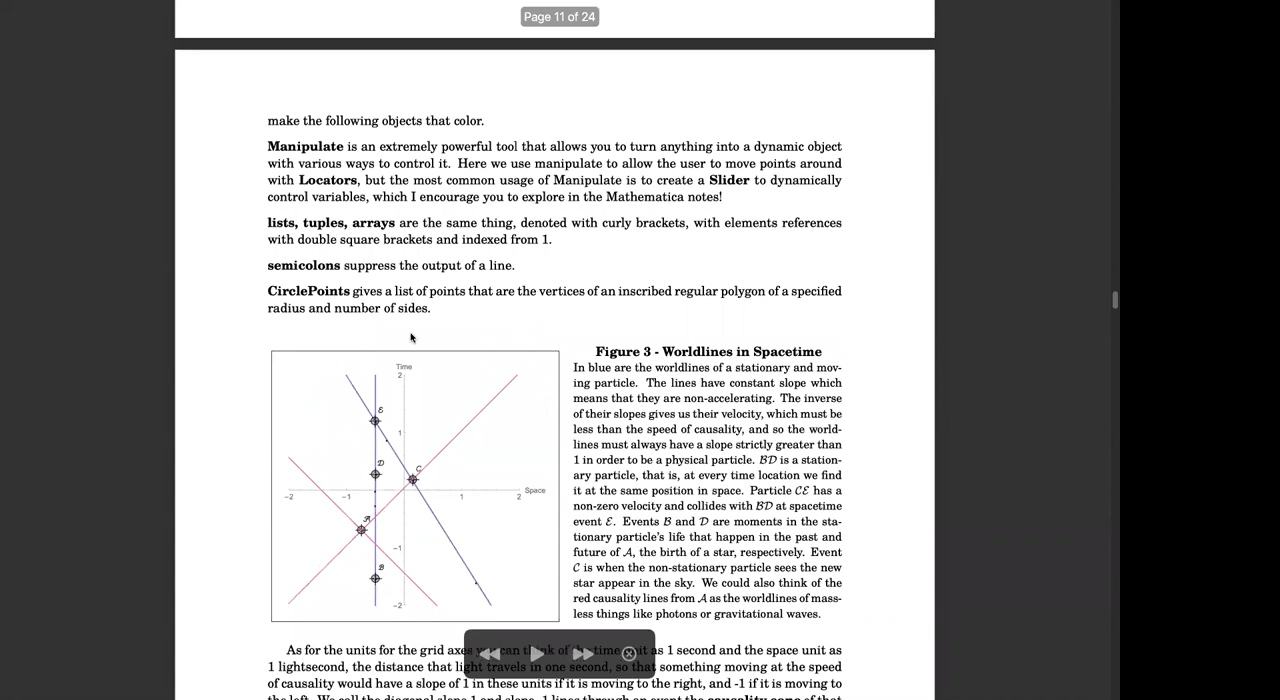 Page 11 of 24
make the following objects that color.
Manipulate is an extremely powerful tool that allows you to turn anything into a dynamic object
with various ways to control it. Here we use manipulate to allow the user to move points around
with Locators, but the most common usage of Manipulate is to create a Slider to dynamically
control variables, which I encourage you to explore in the Mathematica notes!
lists, tuples, arrays are the same thing, denoted with curly brackets, with elements references
with double square brackets and indexed from 1.
semicolons suppress the output of a line.
CirclePoints gives a list of points that are the vertices of an inscribed regular polygon of a specified
radius and number of sides.
Time
2
ℰ
1
𝒟
C
-2
-1
1
2
Space
𝒜
-1
ℬ
-2
Figure 3 - Worldlines in Spacetime
In blue are the worldlines of a stationary and mov-
ing particle. The lines have constant slope which
means that they are non-accelerating. The inverse
of their slopes gives us their velocity, which must be
less than the speed of causality, and so the world-
lines must always have a slope strictly greater than
1 in order to be a physical particle. ℬ𝒟 is a station-
ary particle, that is, at every time location we find
it at the same position in space. Particle 𝒞ℰ has a
non-zero velocity and collides with ℬ𝒟 at spacetime
event ℰ. Events ℬ and 𝒟 are moments in the sta-
tionary particle's life that happen in the past and
future of 𝒜, the birth of a star, respectively. Event
𝒞 is when the non-stationary particle sees the new
star appear in the sky. We could also think of the
red causality lines from 𝒜 as the worldlines of mass-
less things like photons or gravitational waves.
As for the units for the grid axes can think of time unit as 1 second and the space unit as
1 lightsecond, the distance that light travels in one second, so that something moving at the speed
of causality would have a slope of 1 in these units if it is moving to the right, and -1 if it is moving to